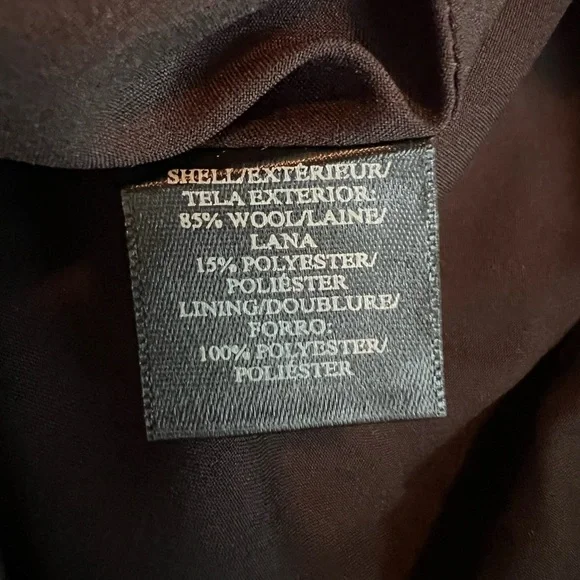 SHELL/EXTÉRIEUR/
TELA EXTERIOR:
85% WOOL/LAINE/
LANA
15% POLYESTER/
POLIÉSTER
LINING/DOUBLURE/
FORRO:
100% POLYESTER/
POLIÉSTER